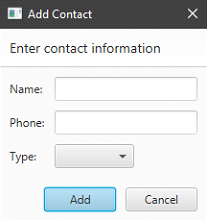 Add Contact
Enter contact information
Name:
Phone:
Type:
Add Cancel